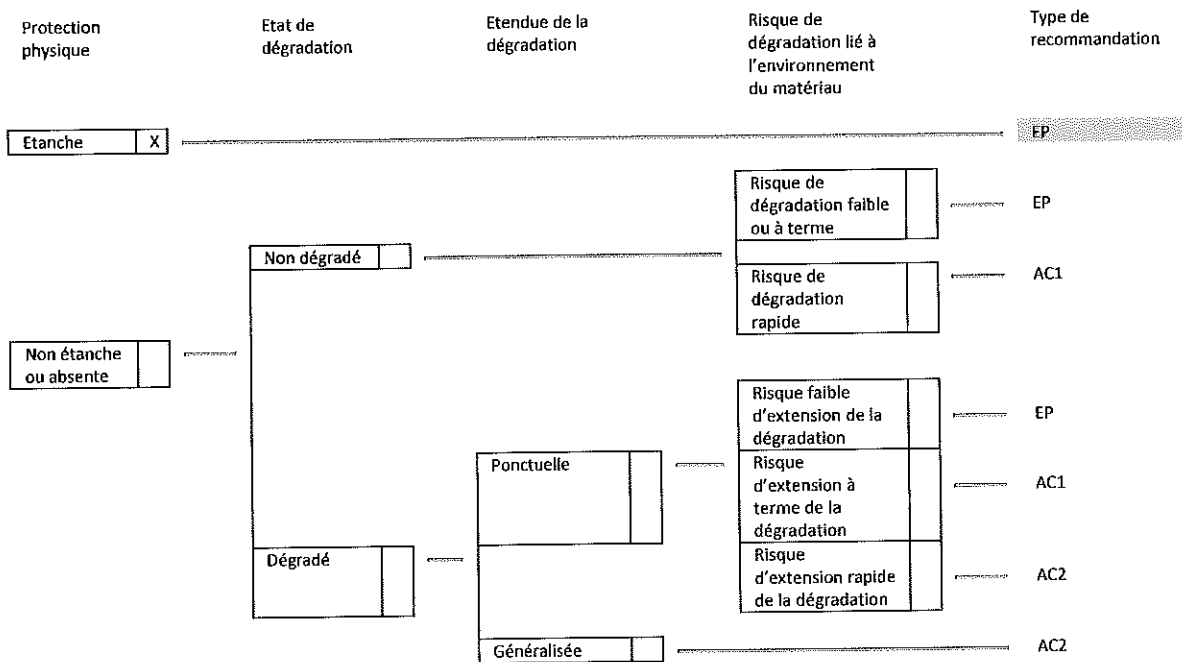 Protection
physique
Etat de
dégradation
Etendue de la
dégradation
Risque de
dégradation lié à
l'environnement
du matériau
Type de
recommandation
Etanche X
EP
Risque de
dégradation faible
ou à terme
EP
Non dégradé
Risque de
dégradation
rapide
AC1
Non étanche
ou absente
Risque faible
d'extension de la
dégradation
EP
Ponctuelle
Risque
d'extension à
terme de la
dégradation
AC1
Dégradé
Risque
d'extension rapide
de la dégradation
AC2
Généralisée
AC2